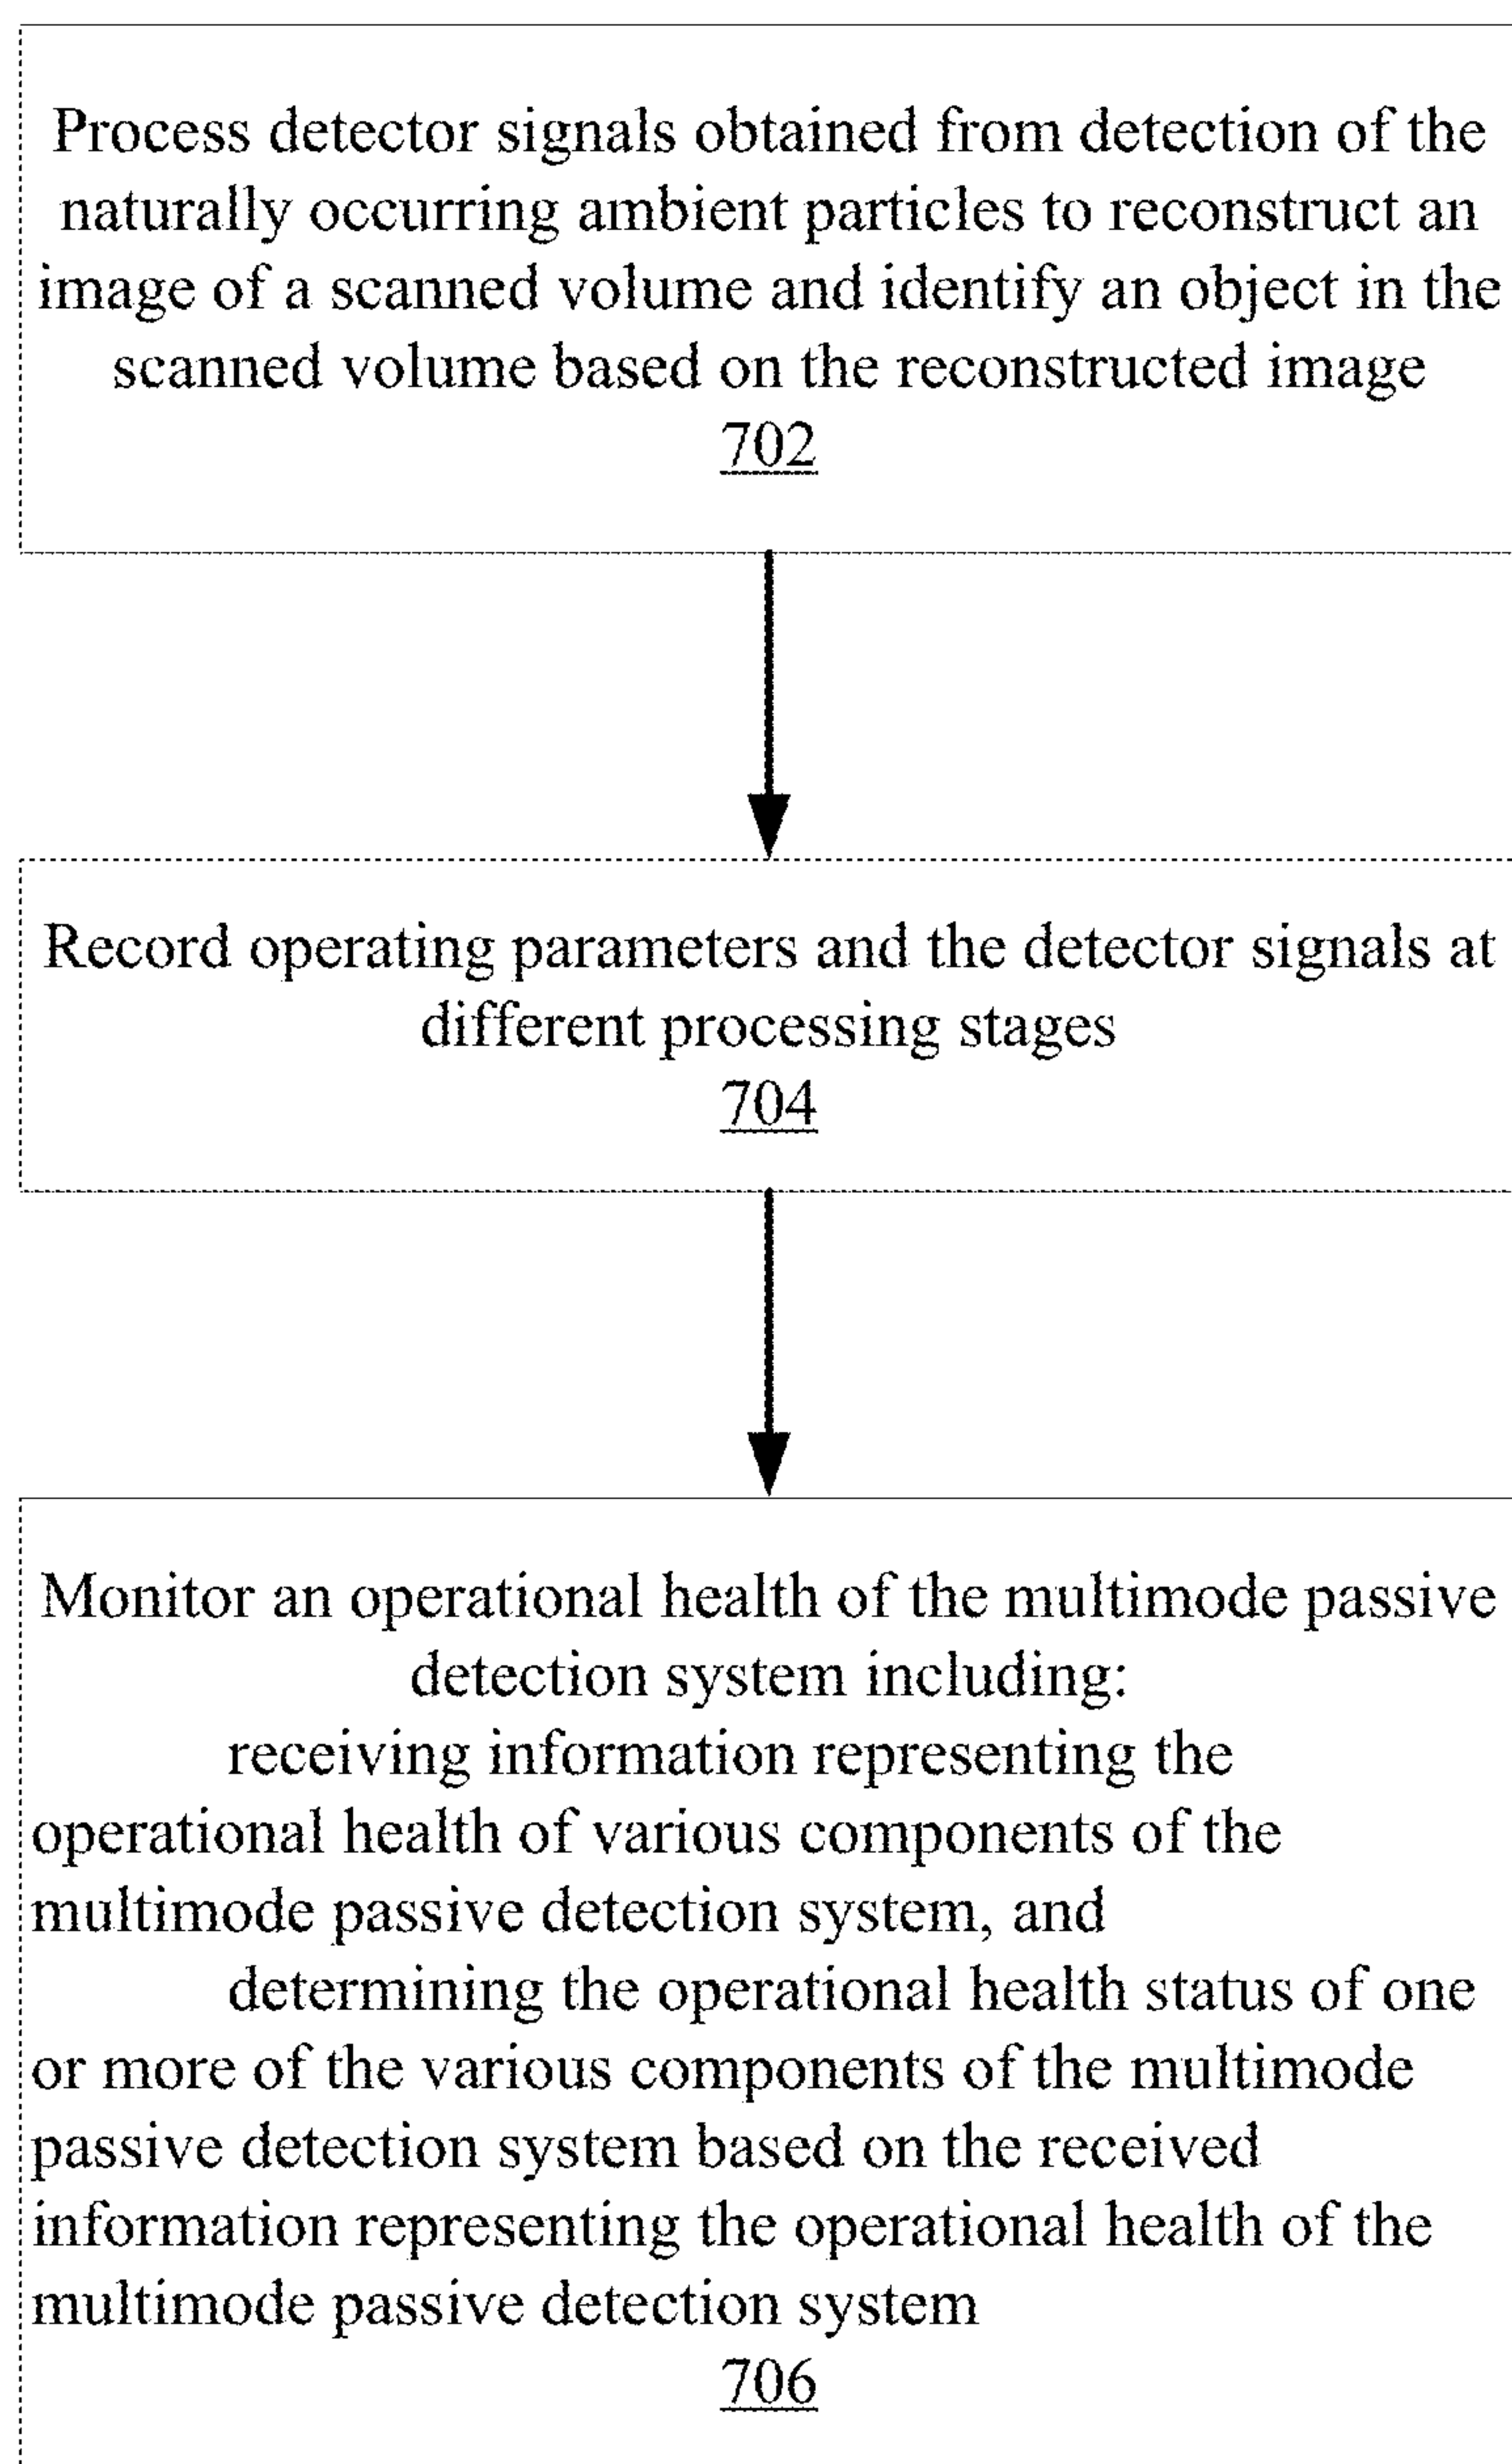 Process detector signals obtained from detection of the
naturally occurring ambient particles to reconstruct an
image of a scanned volume and identify an object in the
scanned volume based on the reconstructed image
702
Record operating parameters and the detector signals at
different processing stages
704
Monitor an operational health of the multimode passive
detection system including:
receiving information representing the
operational health of various components of the
multimode passive detection system, and
determining the operational health status of one
or more of the various components of the multimode
passive detection system based on the received
information representing the operational health of the
multimode passive detection system
706